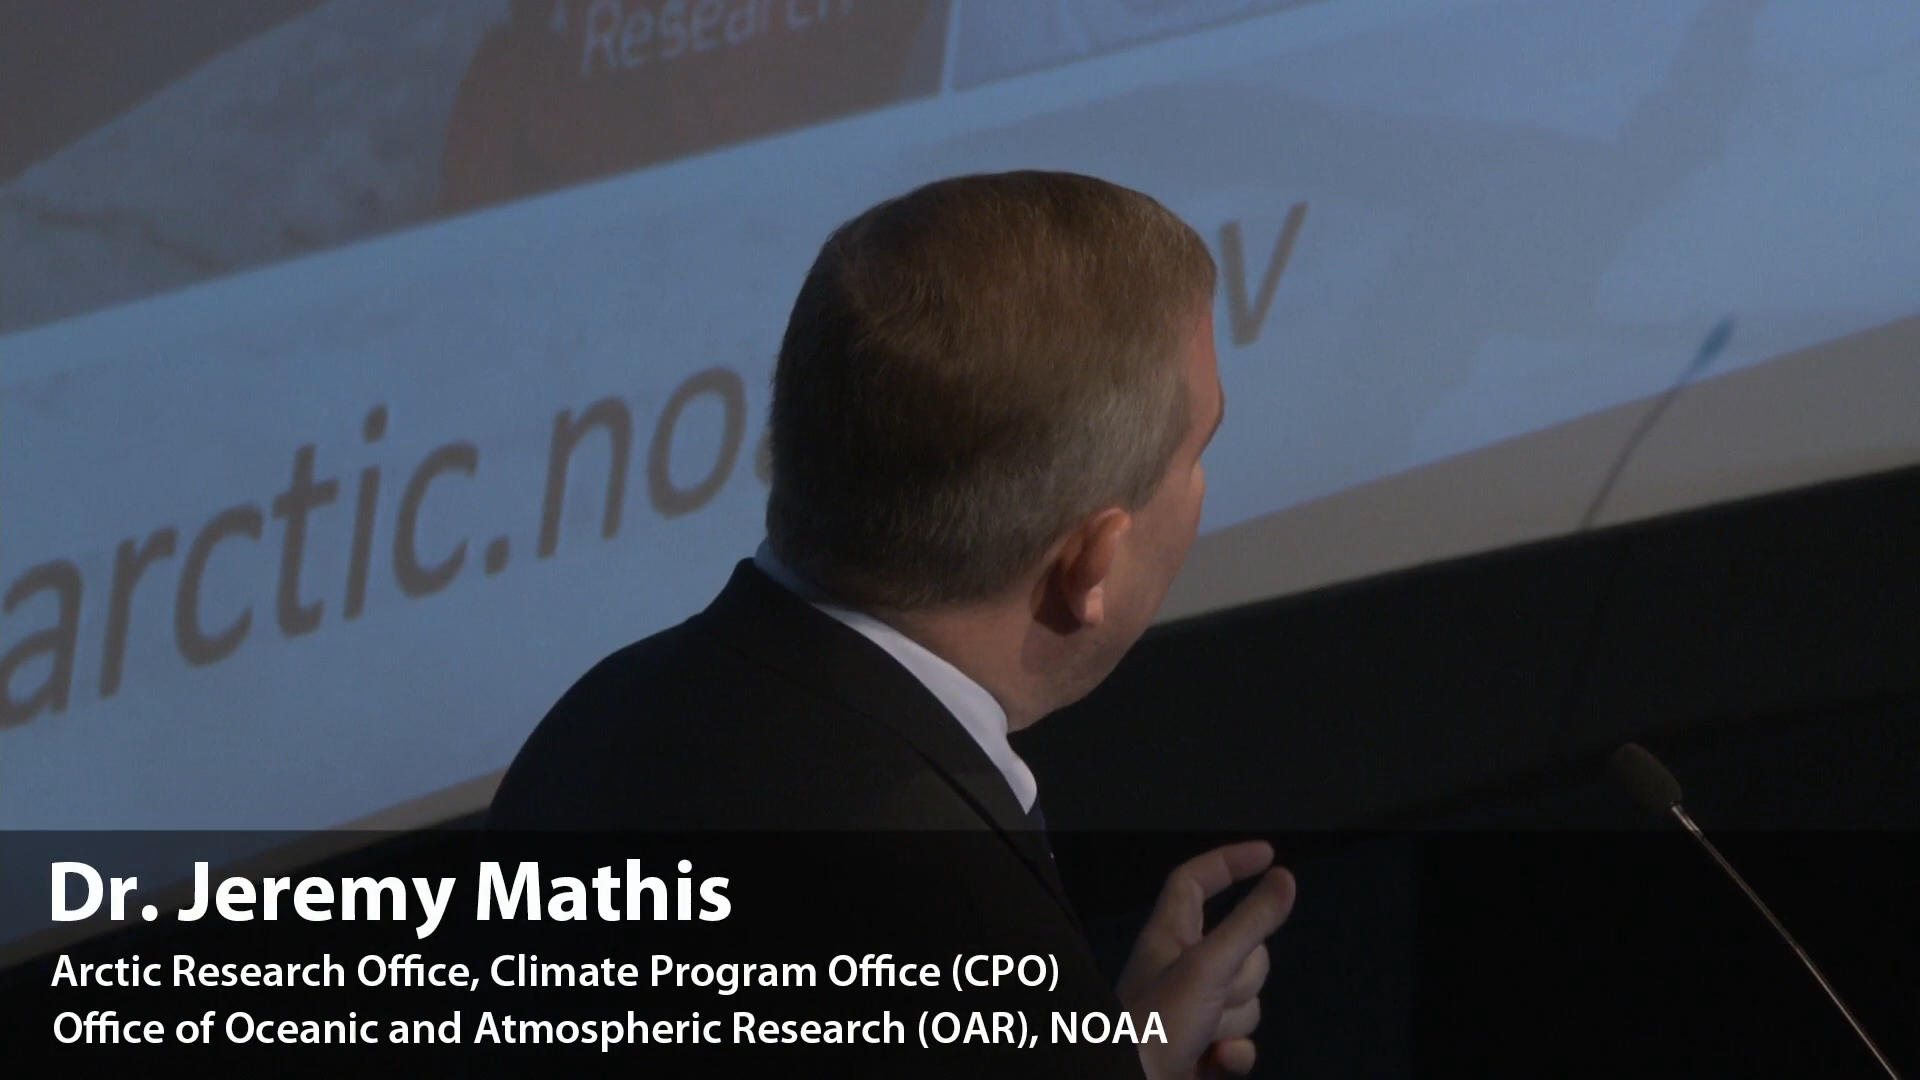 Research
arctic.noa v
Dr. Jeremy Mathis
Arctic Research Office, Climate Program Office (CPO)
Office of Oceanic and Atmospheric Research (OAR), NOAA